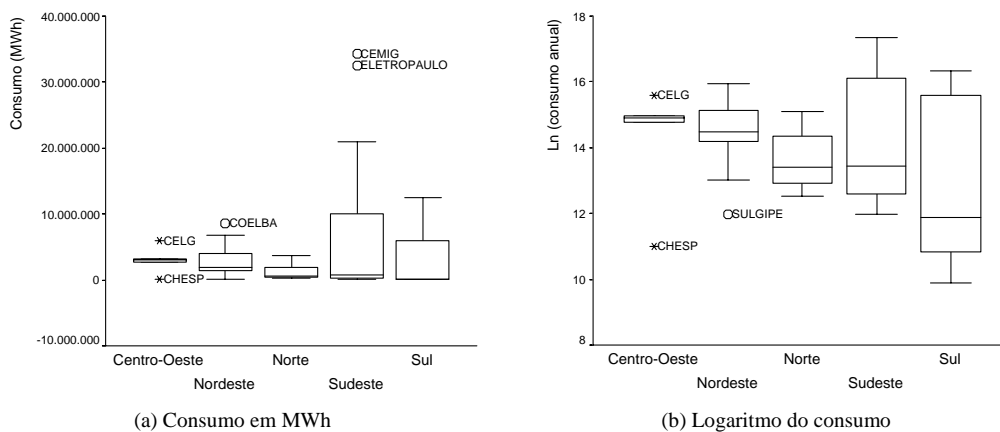 40.000.000
30.000.000
20.000.000
10.000.000
0
-10.000.000
Consumo (MWh)
CEMIG
ELETROPAULO
COELBA
CELG
CHESP
Centro-Oeste
Norte
Sul
Nordeste
Sudeste
(a) Consumo em MWh
18
16
14
12
10
8
Ln (consumo anual)
CELG
SULGIPE
CHESP
Centro-Oeste
Norte
Sul
Nordeste
Sudeste
(b) Logaritmo do consumo